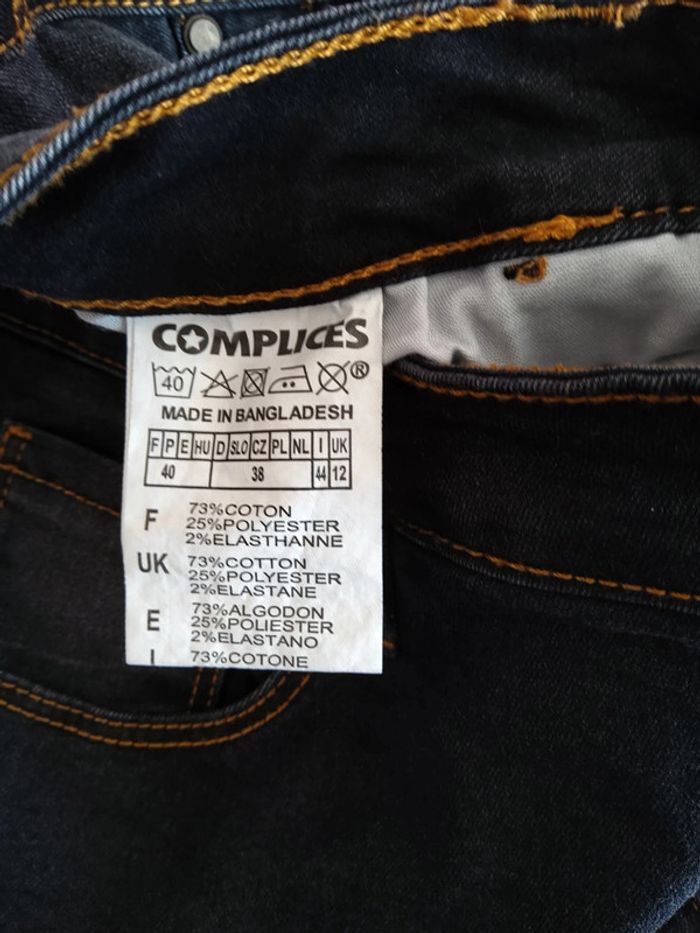 COMPLICES
40 ®
MADE IN BANGLADESH
F P E HU D SLO CZ PL NL I UK
40 38 44 12
F 73%COTON
25%POLYESTER
2%ELASTHANNE
UK 73%COTTON
25%POLYESTER
2%ELASTANE
E 73%ALGODON
25%POLIESTER
2%ELASTANO
I 73%COTONE